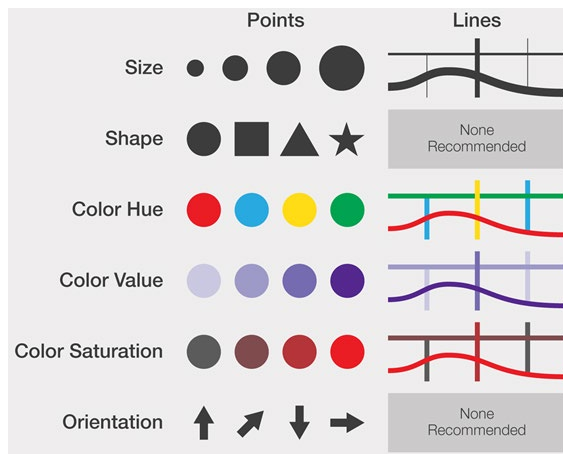 Points
Lines
Size
Shape
None
Recommended
Color Hue
Color Value
Color Saturation
Orientation
None
Recommended